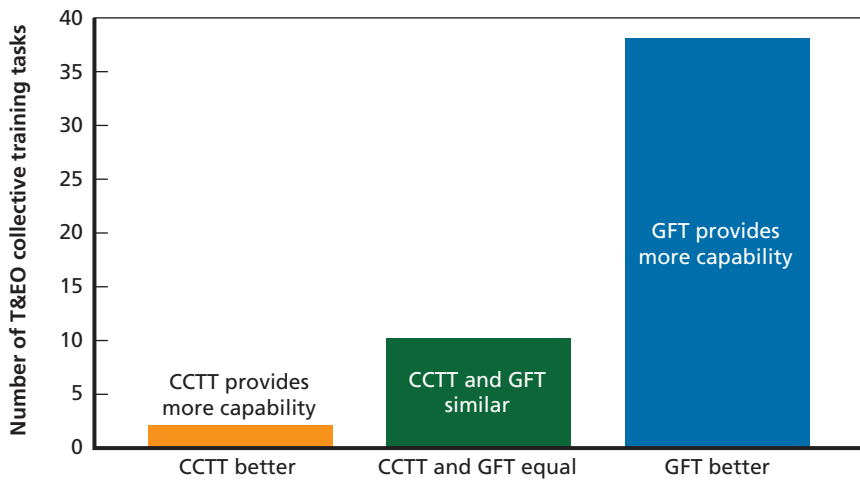 Number of T&EO collective training tasks
40
35
30
25
20
15
10
5
0
CCTT provides
more capability
CCTT and GFT
similar
GFT provides
more capability
CCTT better
CCTT and GFT equal
GFT better